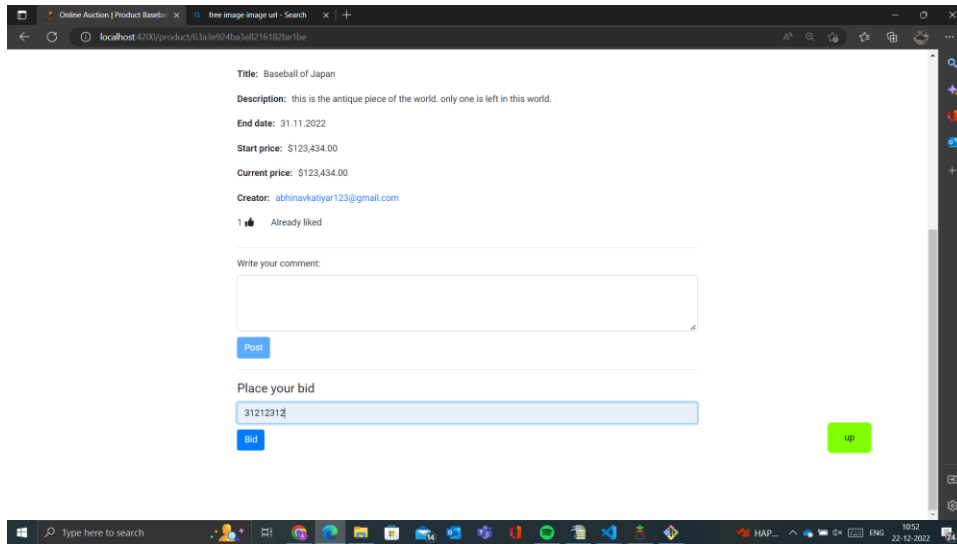 Online Auction | Product Baseball
free image image url - Search
localhost:4200/product/63a3e924ba3e8216182be1be
Title: Baseball of Japan
Description: this is the antique piece of the world. only one is left in this world.
End date: 31.11.2022
Start price: $123,434.00
Current price: $123,434.00
Creator: abhinavkatiyar123@gmail.com
1 Already liked
Write your comment:
Post
Place your bid
31212312
Bid
up
Type here to search
HAP...
ENG
10:52
22-12-2022